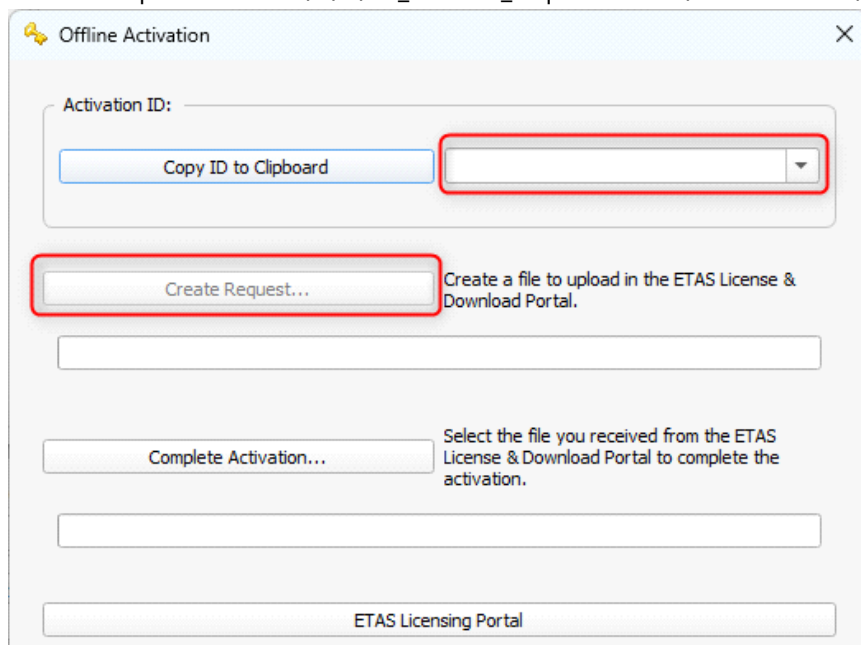 Offline Activation
Activation ID:
Copy ID to Clipboard
Create Request...
Create a file to upload in the ETAS License &
Download Portal.
Complete Activation...
Select the file you received from the ETAS
License & Download Portal to complete the
activation.
ETAS Licensing Portal